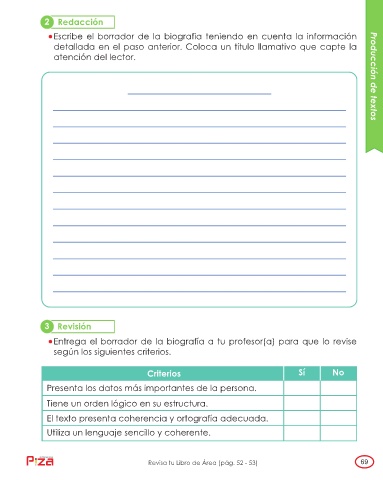 2 Redacción
Escribe el borrador de la biografía teniendo en cuenta la información
detallada en el paso anterior. Coloca un título llamativo que capte la
atención del lector.
Producción de textos
3 Revisión
Entrega el borrador de la biografía a tu profesor(a) para que lo revise
según los siguientes criterios.
Criterios Sí No
Presenta los datos más importantes de la persona.
Tiene un orden lógico en su estructura.
El texto presenta coherencia y ortografía adecuada.
Utiliza un lenguaje sencillo y coherente.
Revisa tu Libro de Área (pág. 52 - 53)
69